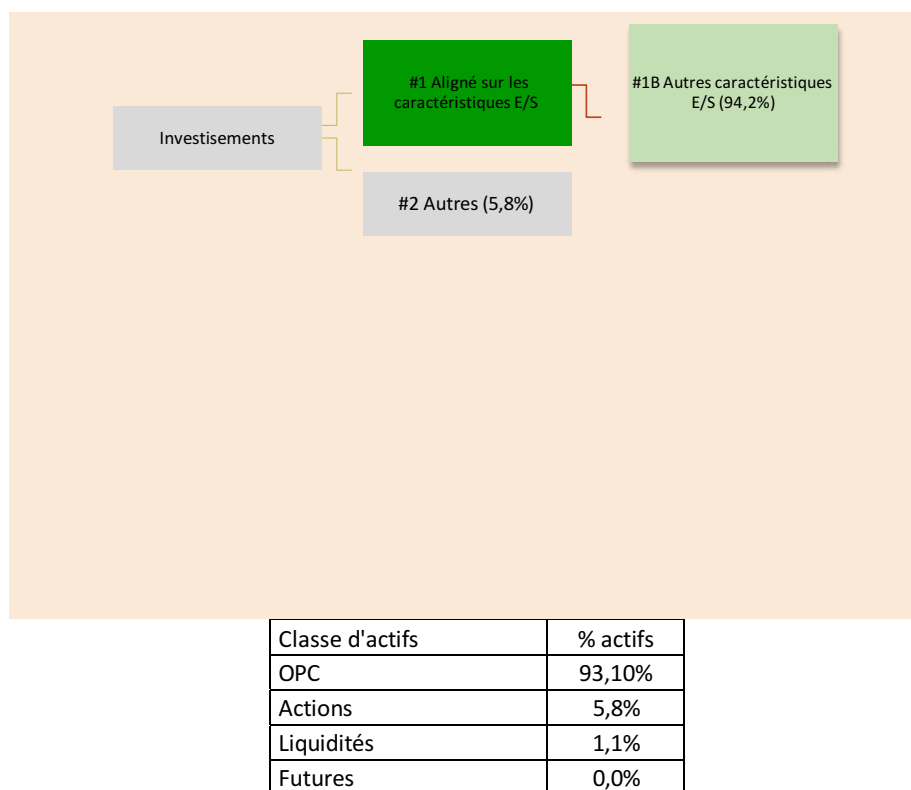 #1 Aligné sur les
caractéristiques E/S
#1B Autres caractéristiques
E/S (94,2%)
Investisements
#2 Autres (5,8%)
Classe d'actifs % actifs
OPC 93,10%
Actions 5,8%
Liquidités 1,1%
Futures 0,0%